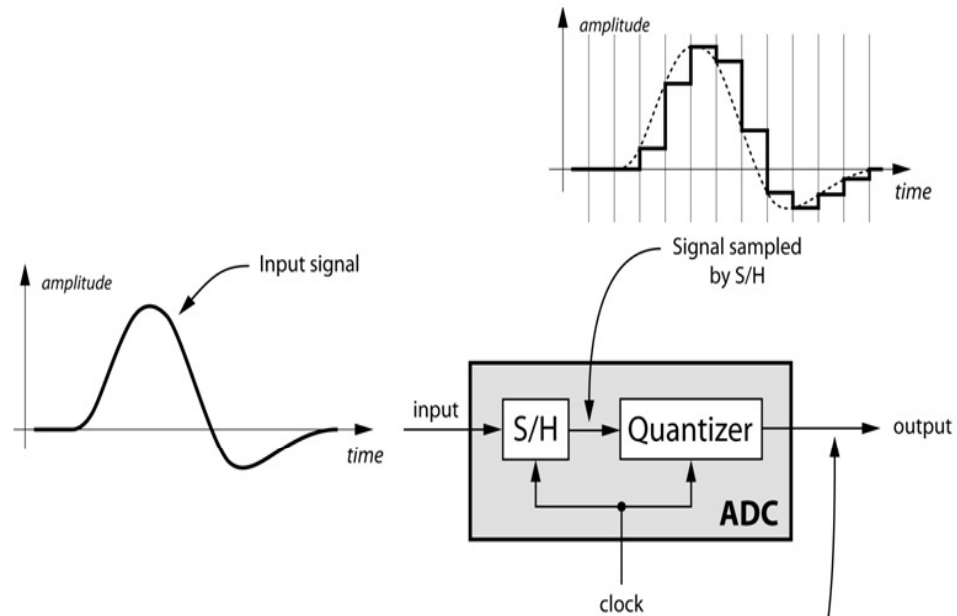 amplitude
time
Signal sampled
by S/H
Input signal
amplitude
time
input
S/H
Quantizer
output
ADC
clock